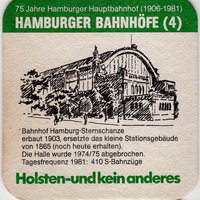 75 Jahre Hamburger Hauptbahnhof (1906-1981)
HAMBURGER BAHNHÖFE (4)
Bahnhof Hamburg-Sternschanze
erbaut 1903, ersetzte das kleine Stationsgebäude
von 1865 (noch heute erhalten).
Die Halle wurde 1974/75 abgebrochen.
Tagesfrequenz 1981: 410 S-Bahnzüge
Holsten-und kein anderes